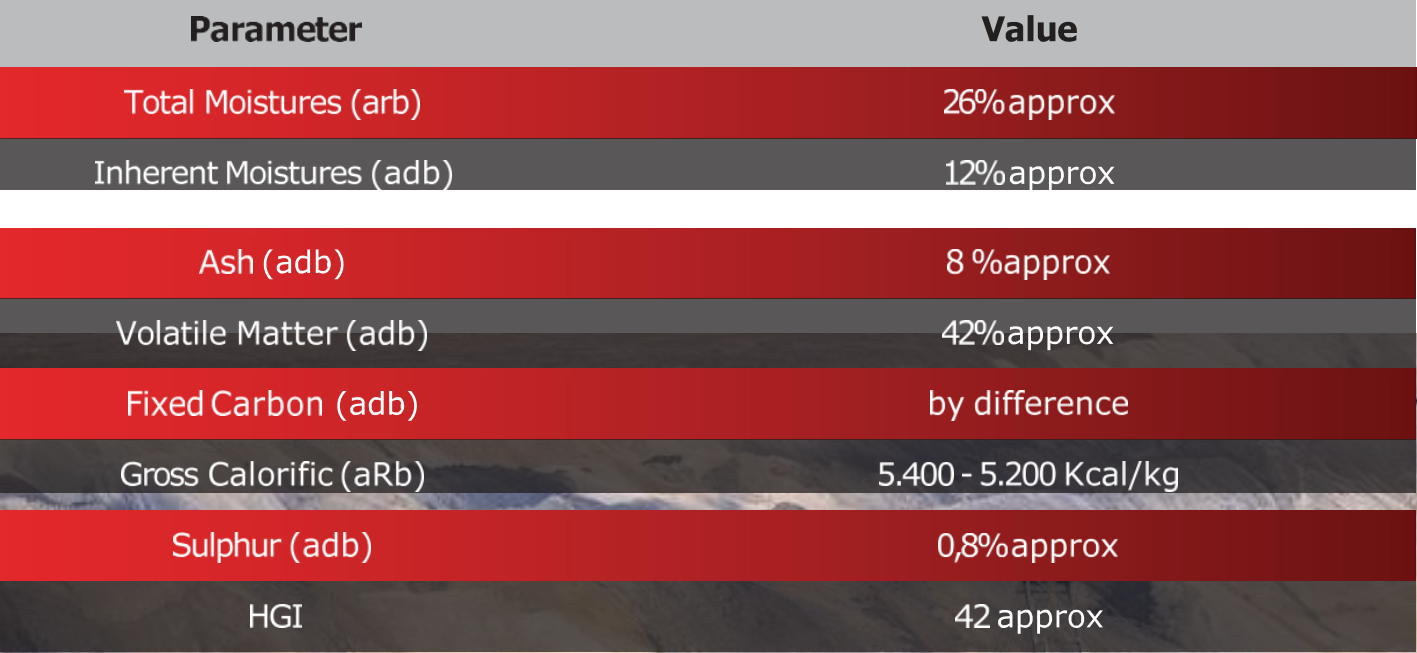 Parameter Value
Total Moistures (arb) 26% approx
Inherent Moistures (adb) 12% approx
Ash (adb) 8 %approx
Volatile Matter (adb) 42% approx
Fixed Carbon (adb) by difference
Gross Calorific (aRb) 5.400 - 5.200 Kcal/kg
Sulphur (adb) 0,8% approx
HGI 42 approx